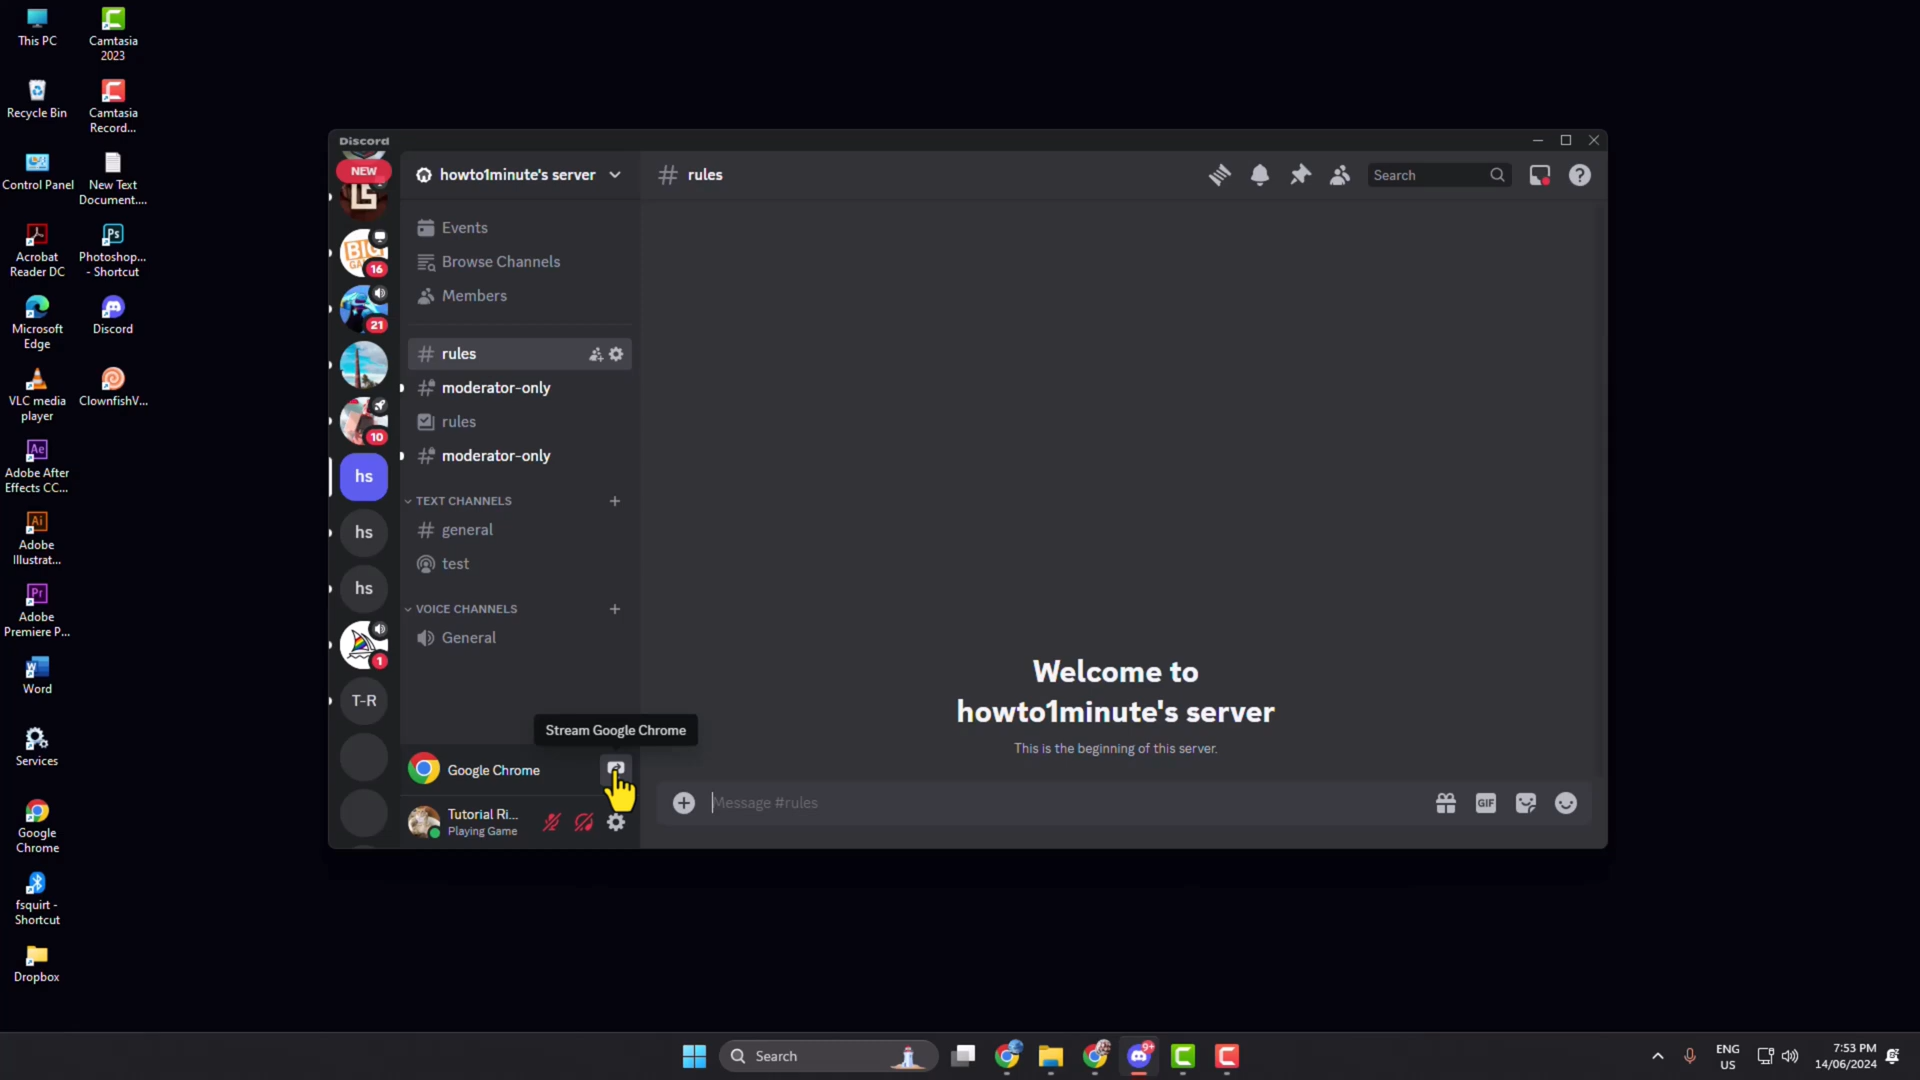 This PC
Camtasia
2023
Recycle Bin
Camtasia
Record...
Control Panel
New Text
Document....
Acrobat
Reader DC
Photoshop...
- Shortcut
Microsoft
Edge
Discord
VLC media
player
ClownfishV...
Adobe After
Effects CC...
Adobe
Illustrat...
Adobe
Premiere P...
Word
Services
Google
Chrome
fsquirt -
Shortcut
Dropbox
Discord
NEW
16
21
10
hs
hs
hs
1
T-R
howto1minute's server
Events
Browse Channels
Members
rules
moderator-only
rules
moderator-only
TEXT CHANNELS
general
test
VOICE CHANNELS
General
Stream Google Chrome
Google Chrome
Tutorial Ri...
Playing Game
# rules
Search
Welcome to
howto1minute's server
This is the beginning of this server.
Message #rules
GIF
Search
9+
ENG
US
7:53 PM
14/06/2024